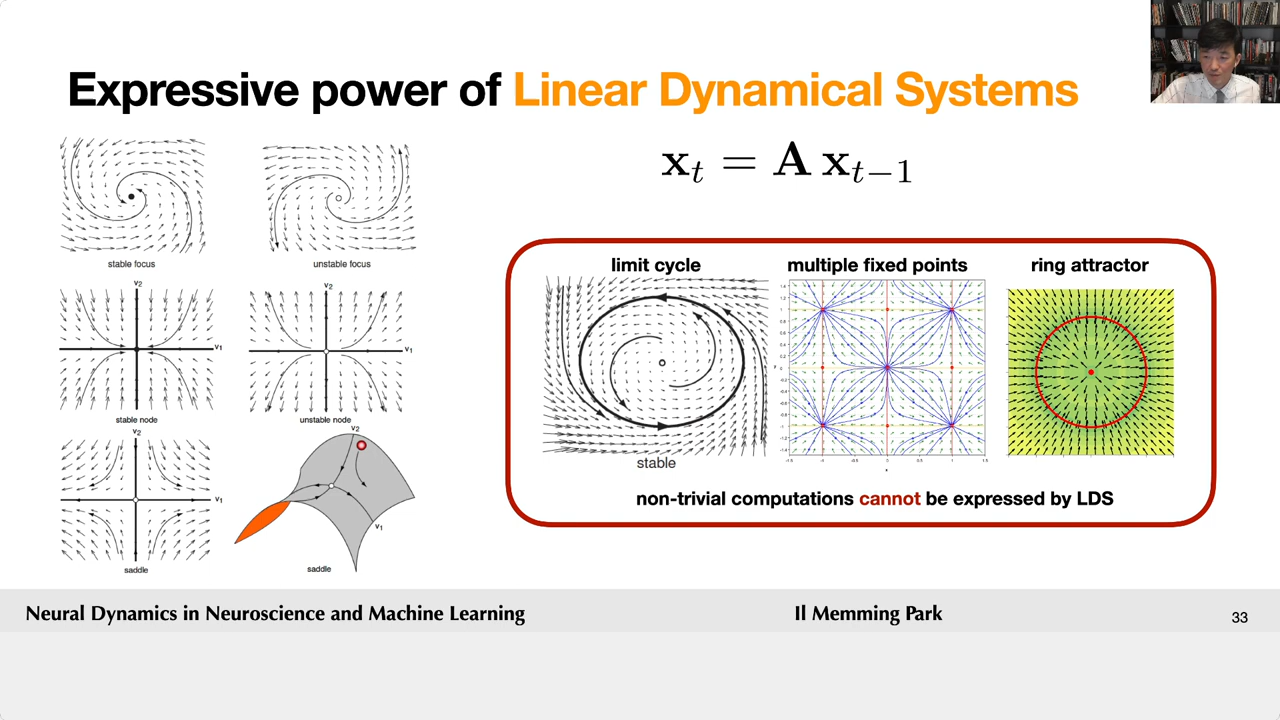 Expressive power of Linear Dynamical Systems
x_t = A x_{t−1}
stable focus
unstable focus
v₂
v₁
stable node
v₂
v₁
unstable node
v₂
v₁
saddle
v₂
v₁
saddle
limit cycle
multiple fixed points
ring attractor
stable
non-trivial computations cannot be expressed by LDS
Neural Dynamics in Neuroscience and Machine Learning
Il Memming Park
33